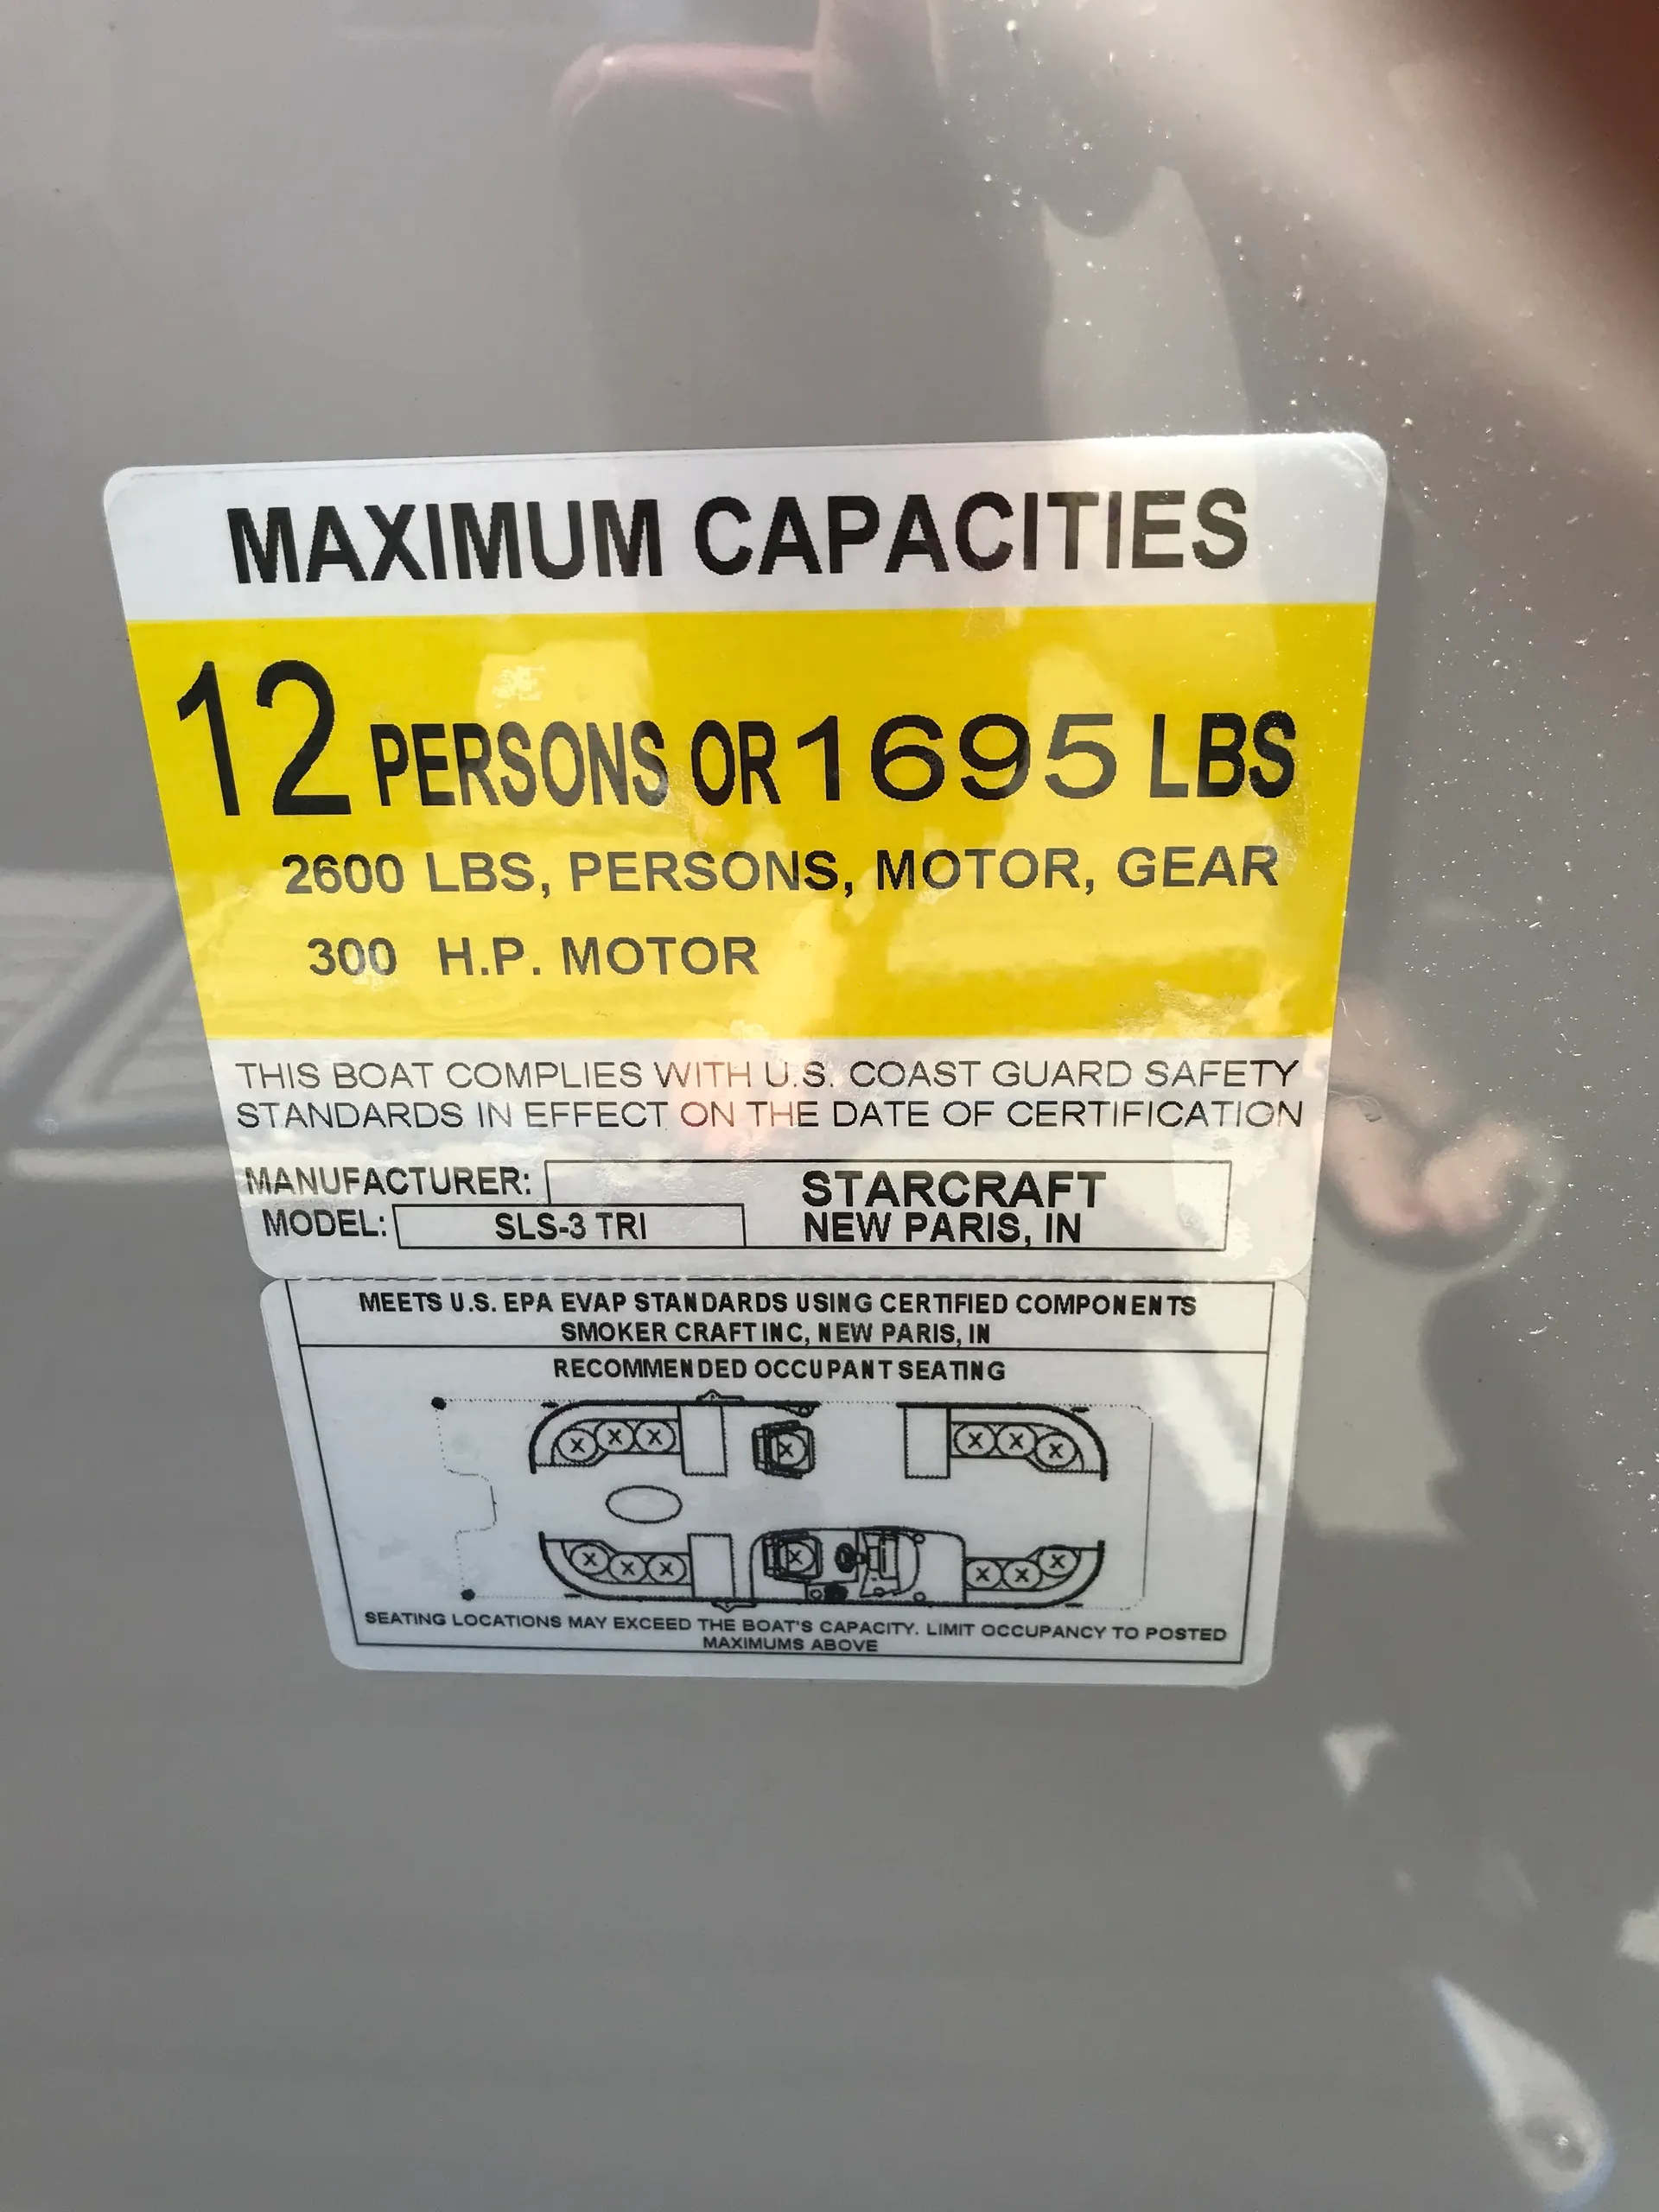 MAXIMUM CAPACITIES
12 PERSONS OR 1695 LBS
2600 LBS, PERSONS, MOTOR, GEAR
300 H.P. MOTOR
THIS BOAT COMPLIES WITH U.S. COAST GUARD SAFETY
STANDARDS IN EFFECT ON THE DATE OF CERTIFICATION
MANUFACTURER: STARCRAFT
MODEL: SLS-3 TRI NEW PARIS, IN
MEETS U.S. EPA EVAP STANDARDS USING CERTIFIED COMPONENTS
SMOKER CRAFT INC, NEW PARIS, IN
RECOMMENDED OCCUPANT SEATING
X X X X X X X
X X X X X X X
SEATING LOCATIONS MAY EXCEED THE BOAT'S CAPACITY. LIMIT OCCUPANCY TO POSTED
MAXIMUMS ABOVE